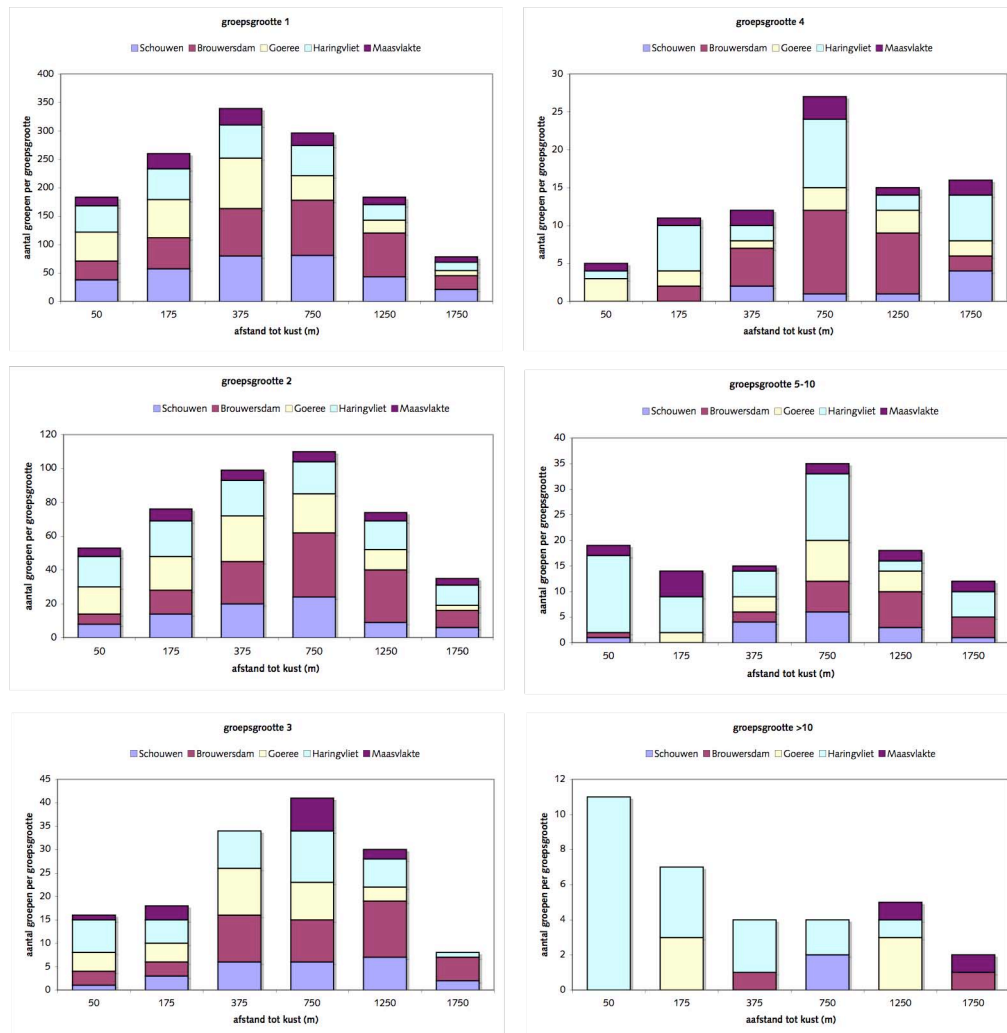 groepsgrootte 1
Schouwen Brouwersdam Goeree Haringvliet Maasvlakte
aantal groepen per groepsgrootte
400
350
300
250
200
150
100
50
0
50 175 375 750 1250 1750
afstand tot kust (m)
groepsgrootte 4
Schouwen Brouwersdam Goeree Haringvliet Maasvlakte
aantal groepen per groepsgrootte
30
25
20
15
10
5
0
50 175 375 750 1250 1750
aafstand tot kust (m)
groepsgrootte 2
Schouwen Brouwersdam Goeree Haringvliet Maasvlakte
aantal groepen per groepsgrootte
120
100
80
60
40
20
0
50 175 375 750 1250 1750
afstand tot kust (m)
groepsgrootte 5-10
Schouwen Brouwersdam Goeree Haringvliet Maasvlakte
aantal groepen per groepsgrootte
40
35
30
25
20
15
10
5
0
50 175 375 750 1250 1750
afstand tot kust (m)
groepsgrootte 3
Schouwen Brouwersdam Goeree Haringvliet Maasvlakte
aantal groepen per groepsgrootte
45
40
35
30
25
20
15
10
5
0
50 175 375 750 1250 1750
afstand tot kust (m)
groepsgrootte >10
Schouwen Brouwersdam Goeree Haringvliet Maasvlakte
aantal groepen per groepsgrootte
12
10
8
6
4
2
0
50 175 375 750 1250 1750
aafstand tot kust (m)